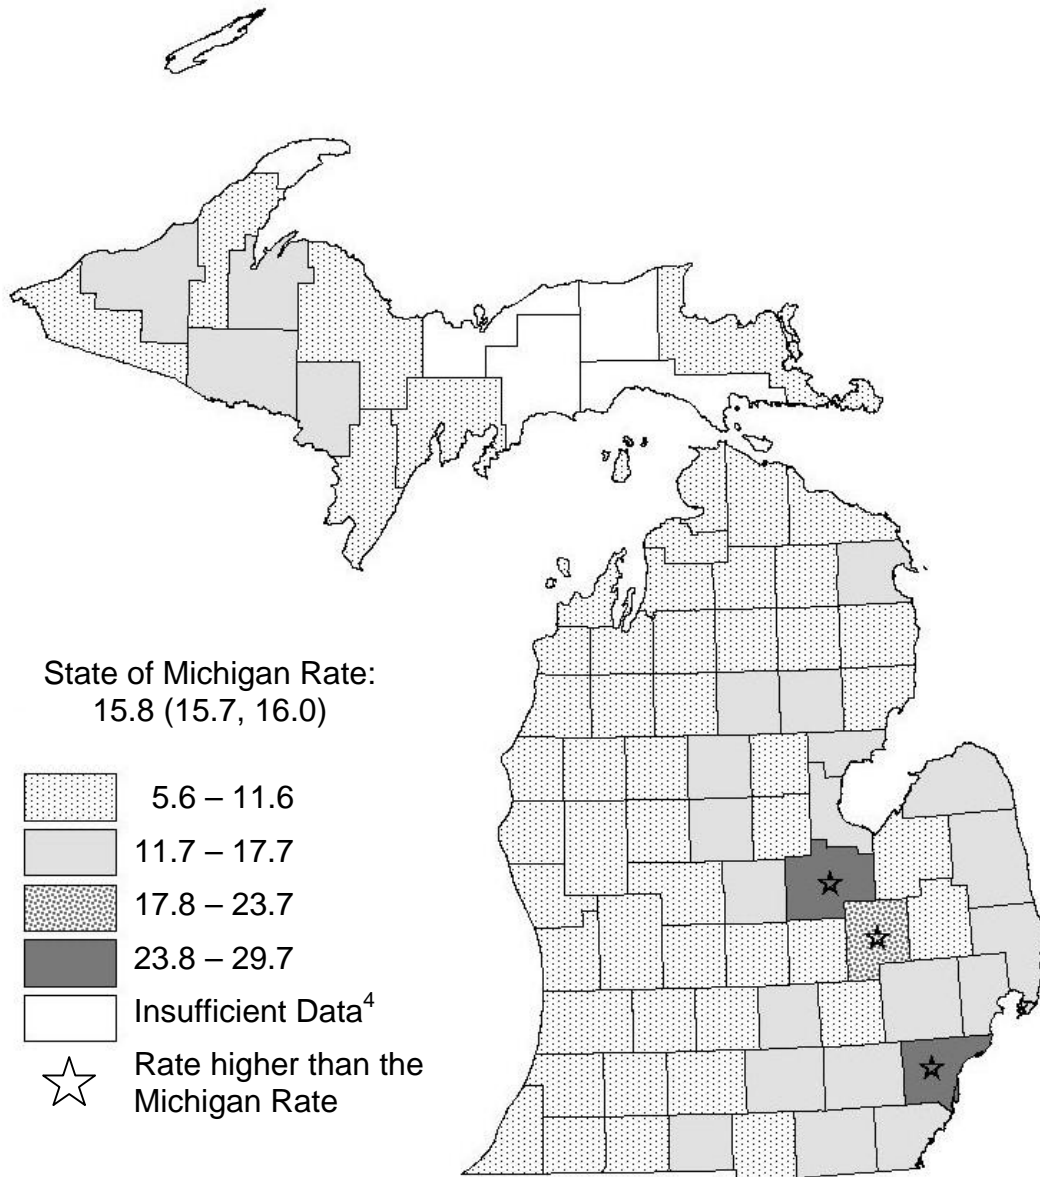 State of Michigan Rate:
15.8 (15.7, 16.0)
5.6 – 11.6
11.7 – 17.7
17.8 – 23.7
23.8 – 29.7
Insufficient Data⁴
Rate higher than the
Michigan Rate